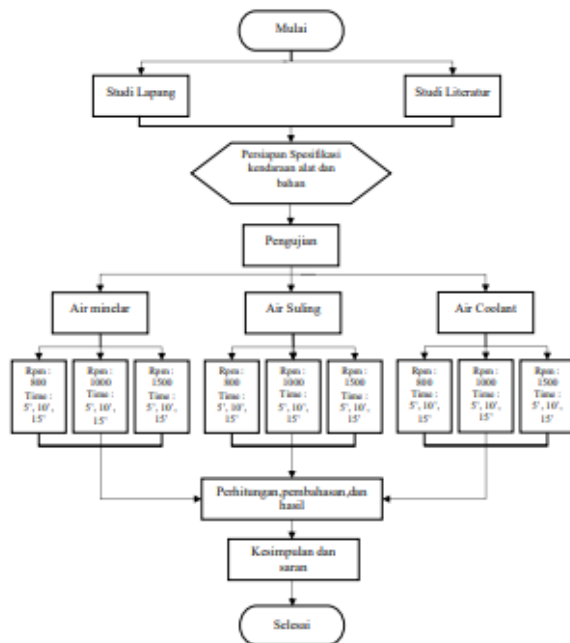 Mulai
Studi Lapang
Studi Literatur
Persiapan Spesifikasi
kendaraan alat dan
bahan
Pengujian
Air minelar
Air Suling
Air Coolant
Rpm :
800
Time :
5', 10',
15'
Rpm :
1000
Time :
5', 10',
15'
Rpm :
1500
Time :
5', 10',
15'
Rpm :
800
Time :
5', 10',
15'
Rpm :
1000
Time :
5', 10',
15'
Rpm :
1500
Time :
5', 10',
15'
Rpm :
800
Time :
5', 10',
15'
Rpm :
1000
Time :
5', 10',
15'
Rpm :
1500
Time :
5', 10',
15'
Perhitungan,pembahasan,dan
hasil
Kesimpulan dan
saran
Selesai